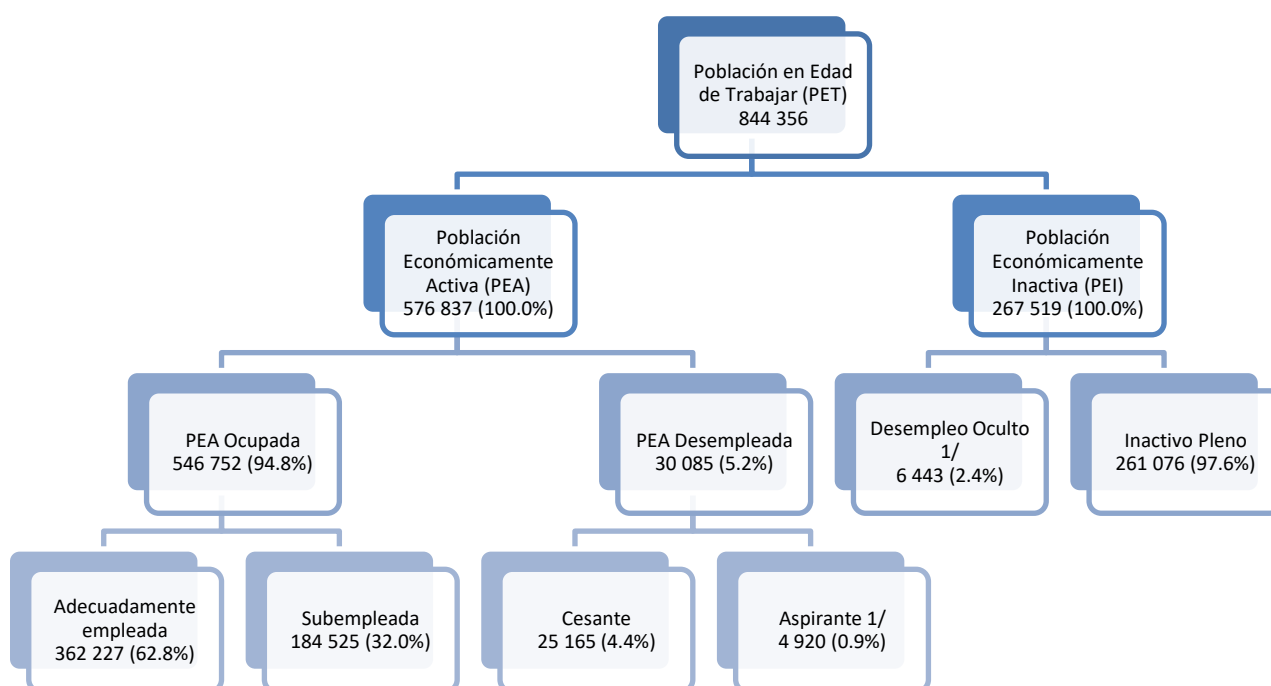 Población en Edad
de Trabajar (PET)
844 356
Población
Económicamente
Activa (PEA)
576 837 (100.0%)
Población
Económicamente
Inactiva (PEI)
267 519 (100.0%)
PEA Ocupada
546 752 (94.8%)
PEA Desempleada
30 085 (5.2%)
Desempleo Oculto
1/
6 443 (2.4%)
Inactivo Pleno
261 076 (97.6%)
Adecuadamente
empleada
362 227 (62.8%)
Subempleada
184 525 (32.0%)
Cesante
25 165 (4.4%)
Aspirante 1/
4 920 (0.9%)